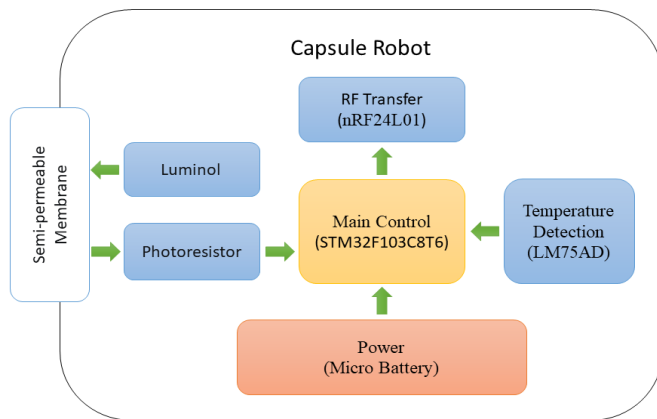 Capsule Robot
RF Transfer
(nRF24L01)
Semi-permeable
Membrane
Luminol
Photoresistor
Main Control
(STM32F103C8T6)
Temperature
Detection
(LM75AD)
Power
(Micro Battery)